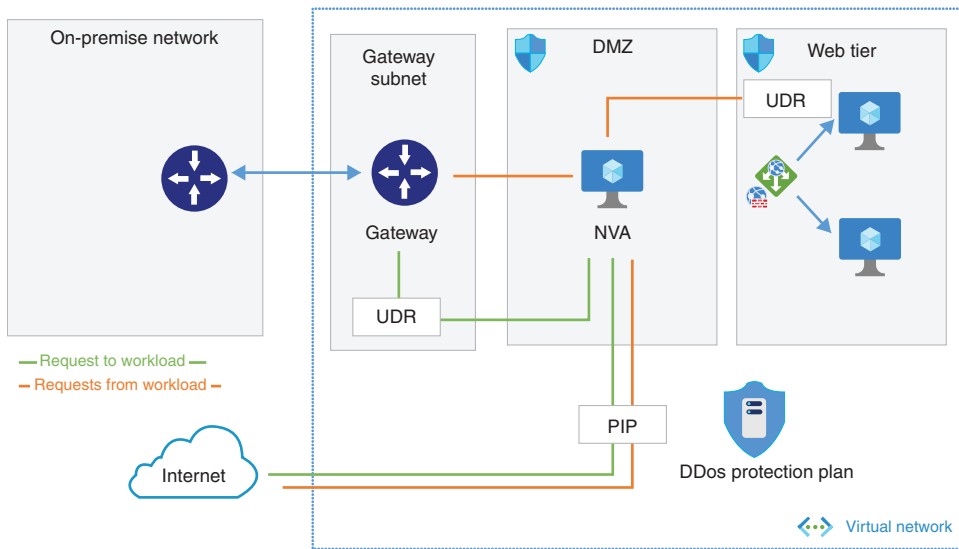 On-premise network
Gateway
subnet
DMZ
Web tier
UDR
Gateway
NVA
UDR
Request to workload
Requests from workload
PIP
Internet
DDos protection plan
Virtual network